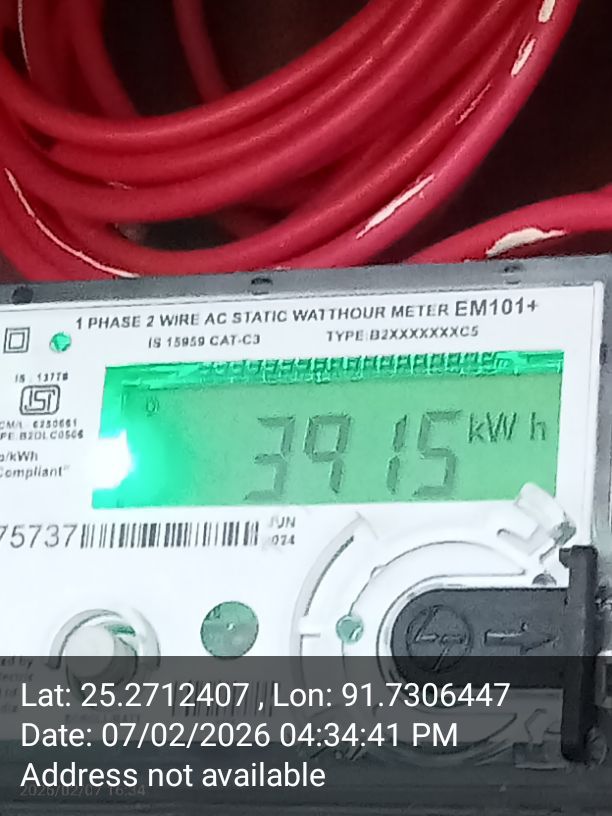 1 PHASE 2 WIRE AC STATIC WATTHOUR METER EM101+
IS 15959 CAT-C3 TYPE:B2XXXXXXXC5
IS : 13779
ISI
3915 kW h
/kWh
Compliant"
75737
JUN
Lat: 25.2712407 , Lon: 91.7306447
Date: 07/02/2026 04:34:41 PM
Address not available
2026/02/07 16:34